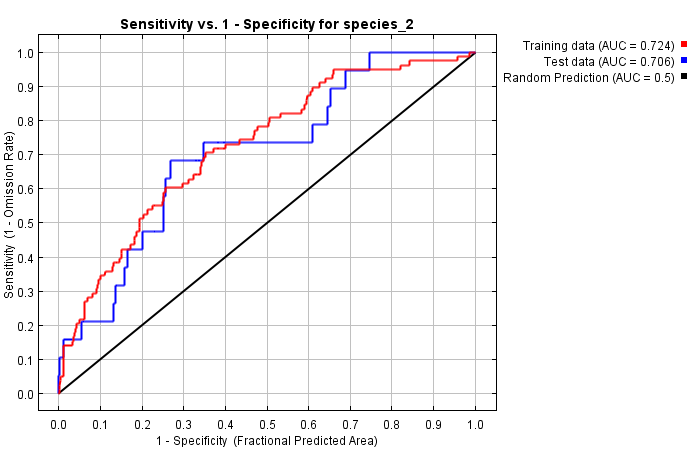 Sensitivity vs. 1 - Specificity for species_2
Training data (AUC = 0.724)
Test data (AUC = 0.706)
Random Prediction (AUC = 0.5)
Sensitivity (1 - Omission Rate)
1.0
0.9
0.8
0.7
0.6
0.5
0.4
0.3
0.2
0.1
0.0
0.0 0.1 0.2 0.3 0.4 0.5 0.6 0.7 0.8 0.9 1.0
1 - Specificity (Fractional Predicted Area)